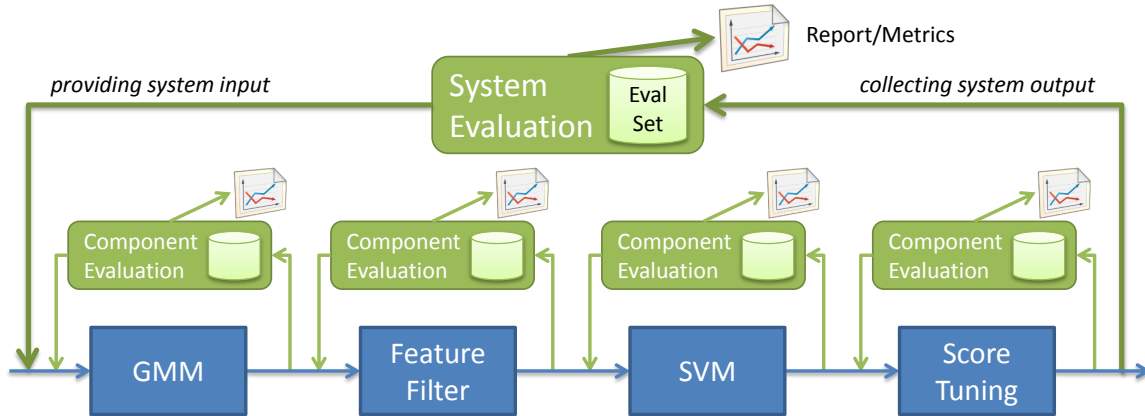 Report/Metrics
providing system input
collecting system output
System
Evaluation
Eval
Set
Component
Evaluation
Component
Evaluation
Component
Evaluation
Component
Evaluation
GMM
Feature
Filter
SVM
Score
Tuning